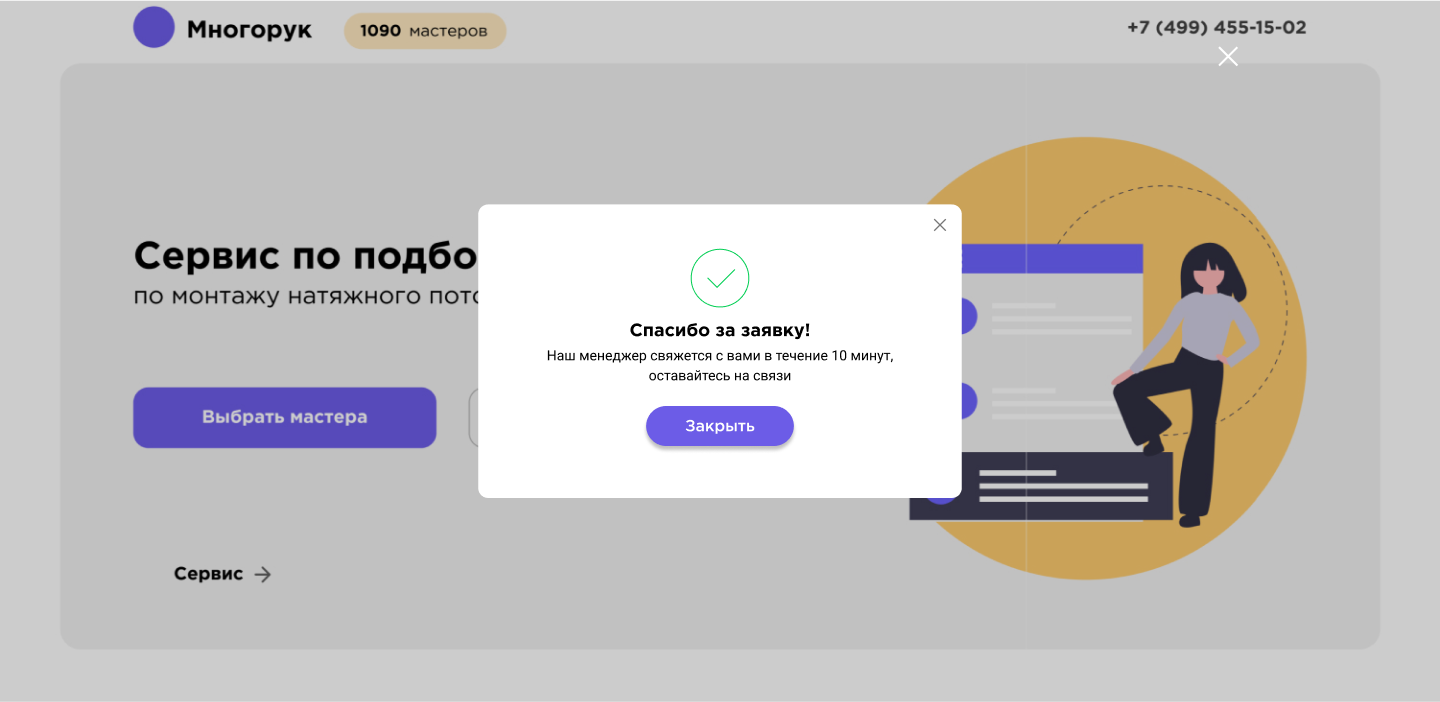 Многорук
1090 мастеров
+7 (499) 455-15-02
Сервис по подбо
по монтажу натяжного пото
Спасибо за заявку!
Наш менеджер свяжется с вами в течение 10 минут,
оставайтесь на связи
Закрыть
Выбрать мастера
Сервис